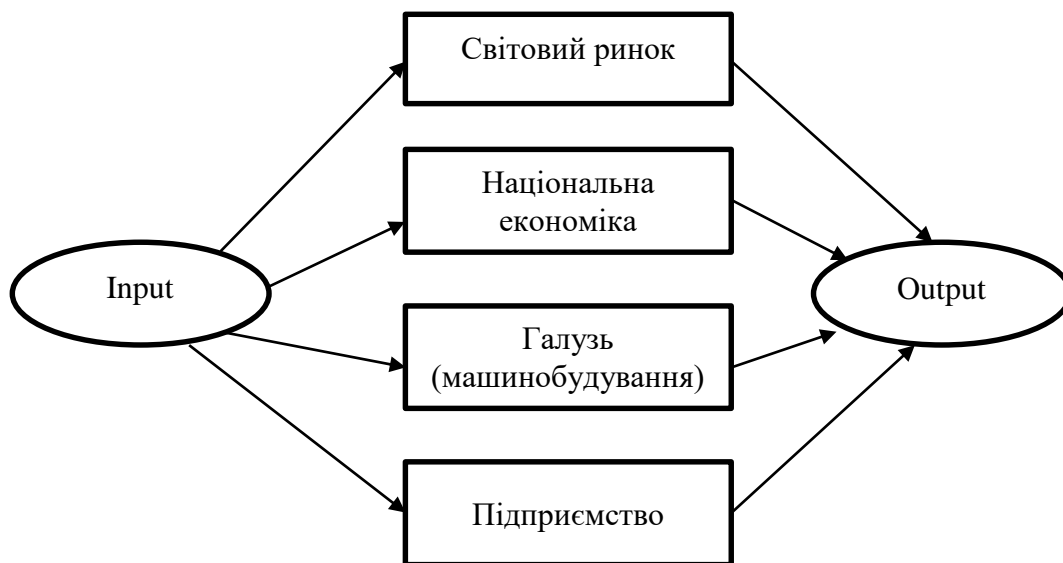 Світовий ринок
Національна
економіка
Input
Output
Галузь
(машинобудування)
Підприємство